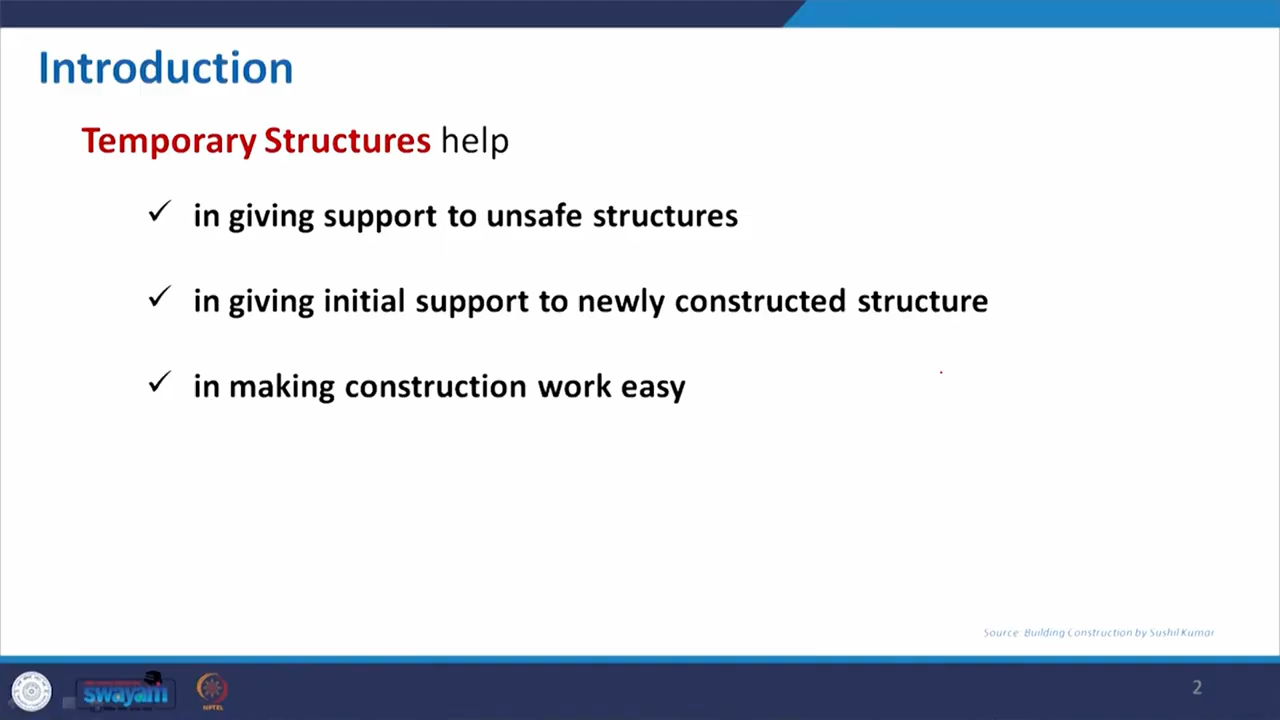 Introduction
Temporary Structures help
✓ in giving support to unsafe structures
✓ in giving initial support to newly constructed structure
✓ in making construction work easy
Source: Building Construction by Sushil Kumar
swayam
NPTEL
2